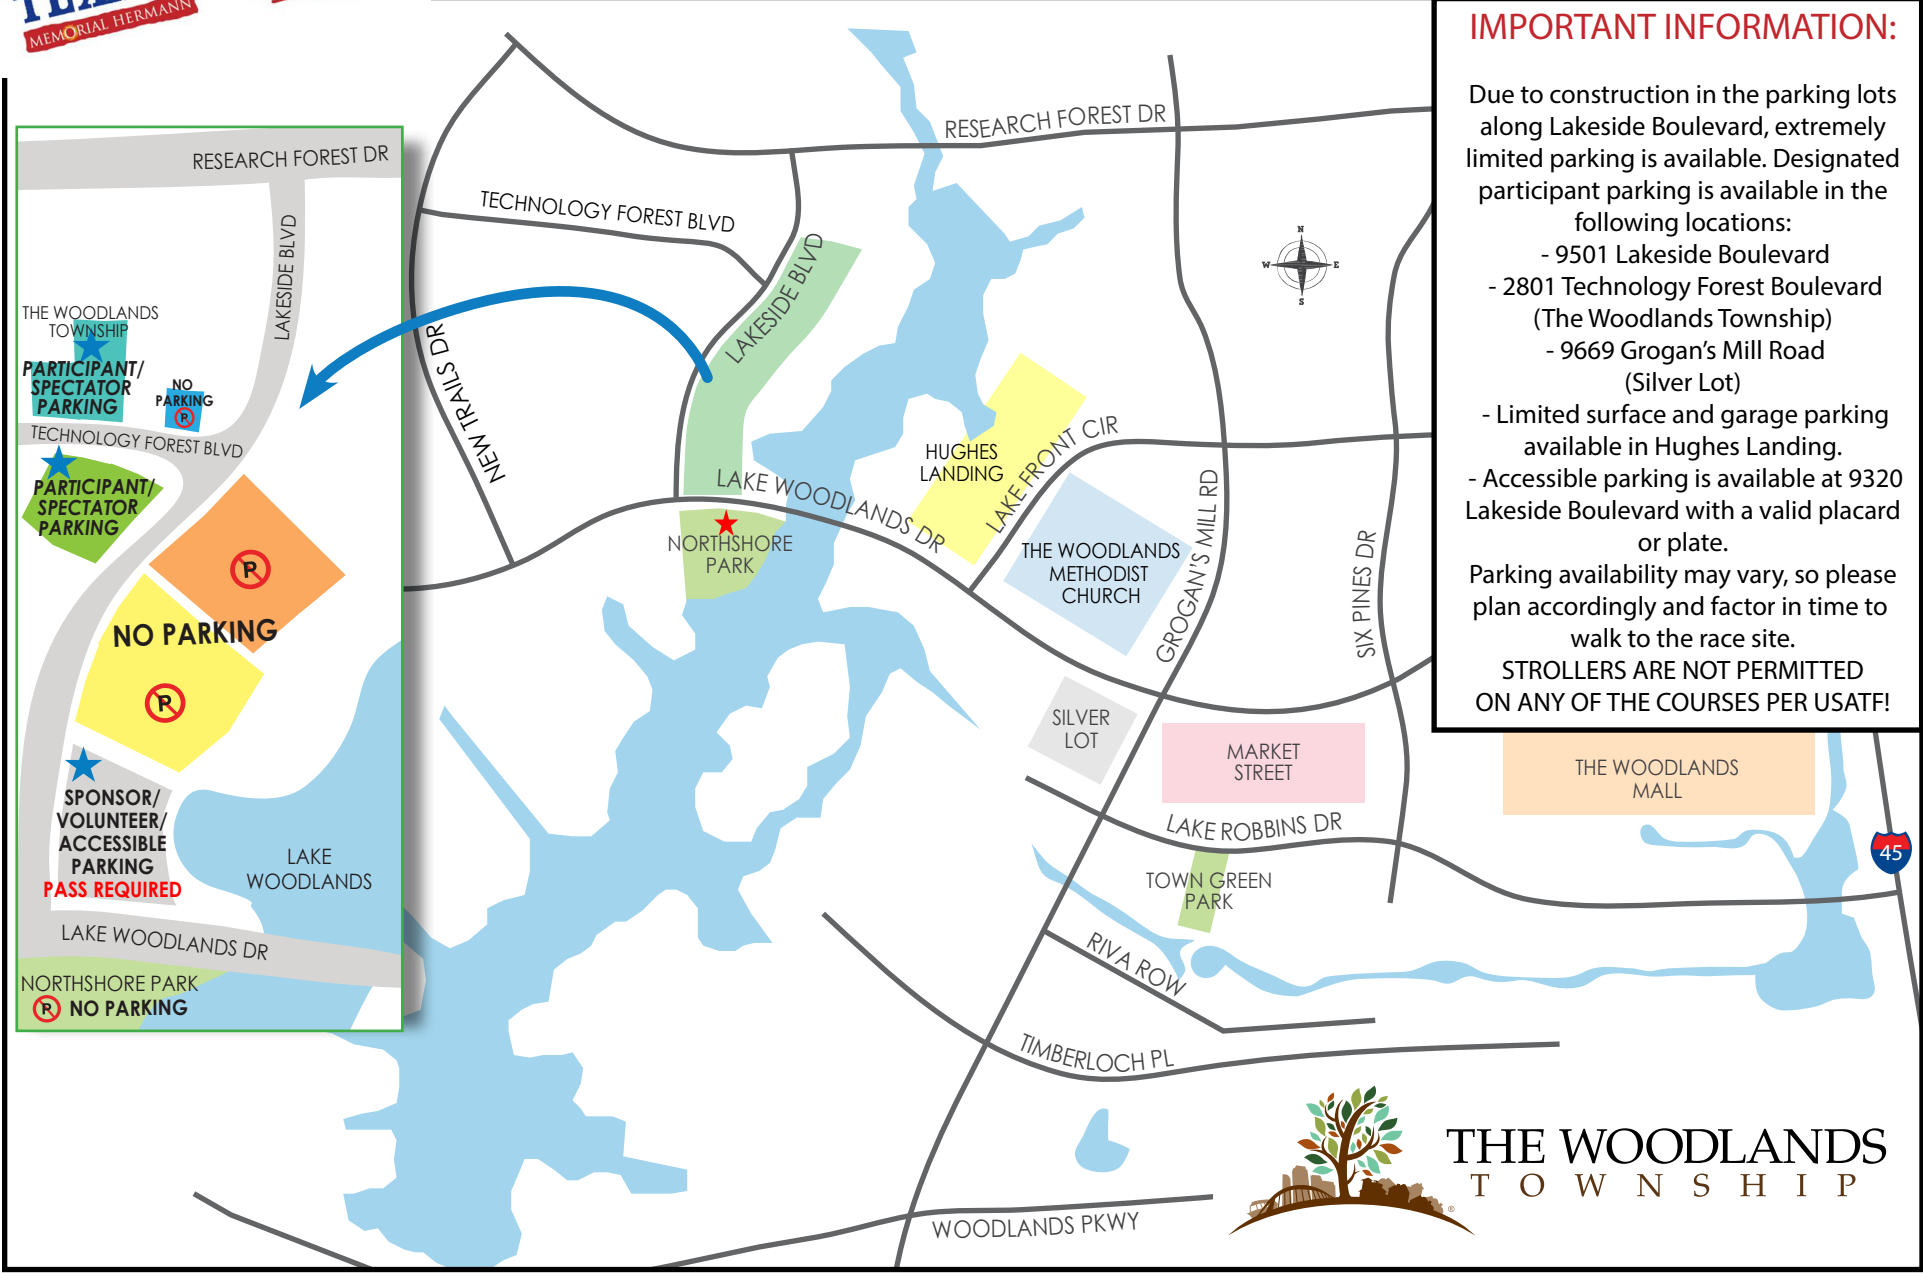 MEMORIAL HERMANN
IMPORTANT INFORMATION:
Due to construction in the parking lots
along Lakeside Boulevard, extremely
limited parking is available. Designated
participant parking is available in the
following locations:
- 9501 Lakeside Boulevard
- 2801 Technology Forest Boulevard
(The Woodlands Township)
- 9669 Grogan’s Mill Road
(Silver Lot)
- Limited surface and garage parking
available in Hughes Landing.
- Accessible parking is available at 9320
Lakeside Boulevard with a valid placard
or plate.
Parking availability may vary, so please
plan accordingly and factor in time to
walk to the race site.
STROLLERS ARE NOT PERMITTED
ON ANY OF THE COURSES PER USATF!
RESEARCH FOREST DR
LAKESIDE BLVD
THE WOODLANDS
TOWNSHIP
PARTICIPANT/
SPECTATOR
PARKING
NO
PARKING
P
TECHNOLOGY FOREST BLVD
PARTICIPANT/
SPECTATOR
PARKING
P
NO PARKING
P
SPONSOR/
VOLUNTEER/
ACCESSIBLE
PARKING
PASS REQUIRED
LAKE
WOODLANDS
LAKE WOODLANDS DR
NORTHSHORE PARK
P NO PARKING
RESEARCH FOREST DR
TECHNOLOGY FOREST BLVD
LAKESIDE BLVD
NEW TRAILS DR
N
W E
S
HUGHES
LANDING
LAKE FRONT CIR
LAKE WOODLANDS DR
NORTHSHORE
PARK
THE WOODLANDS
METHODIST
CHURCH
GROGAN’S MILL RD
SIX PINES DR
SILVER
LOT
MARKET
STREET
THE WOODLANDS
MALL
LAKE ROBBINS DR
45
TOWN GREEN
PARK
RIVA ROW
TIMBERLOCH PL
WOODLANDS PKWY
THE WOODLANDS
TOWNSHIP
®